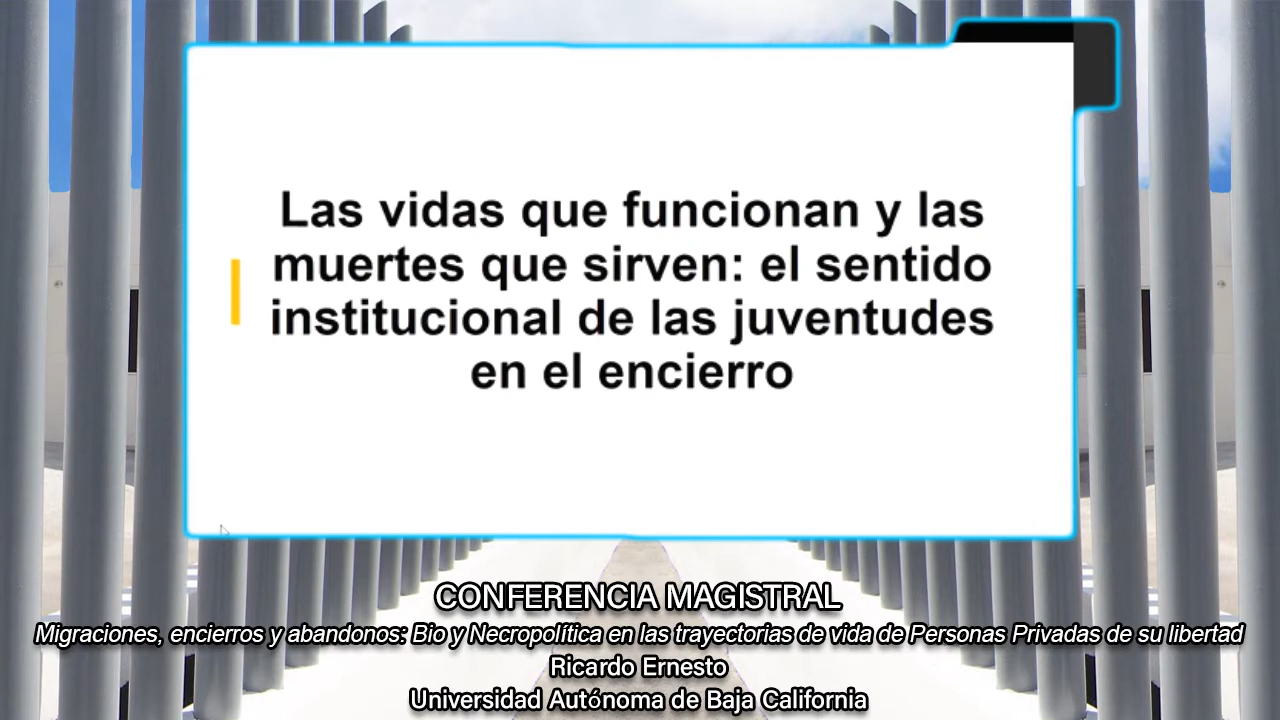 Las vidas que funcionan y las
muertes que sirven: el sentido
institucional de las juventudes
en el encierro
CONFERENCIA MAGISTRAL
Migraciones, encierros y abandonos: Bio y Necropolítica en las trayectorias de vida de Personas Privadas de su libertad
Ricardo Ernesto
Universidad Autónoma de Baja California